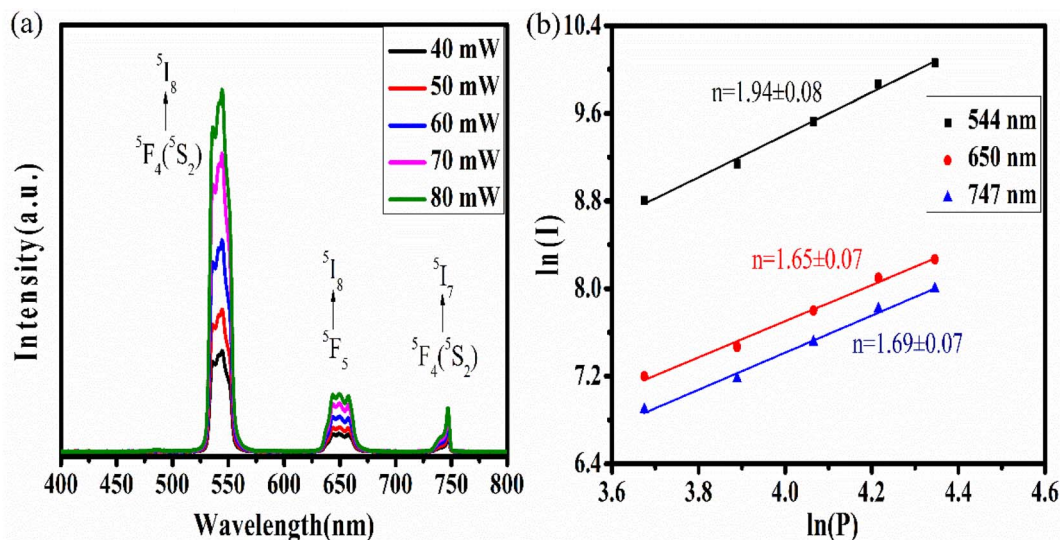 (a)
Intensity(a.u.)
⁵I₈
⁵F₄(⁵S₂)
⁵I₈
⁵F₅
⁵I₇
⁵F₄(⁵S₂)
40 mW
50 mW
60 mW
70 mW
80 mW
400 450 500 550 600 650 700 750 800
Wavelength(nm)
(b)
ln(I)
10.4
9.6
8.8
8.0
7.2
6.4
n=1.94±0.08
n=1.65±0.07
n=1.69±0.07
544 nm
650 nm
747 nm
3.6 3.8 4.0 4.2 4.4 4.6
ln(P)